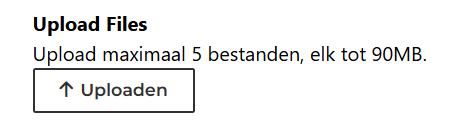 Upload Files
Upload maximaal 5 bestanden, elk tot 90MB.
↑ Uploaden